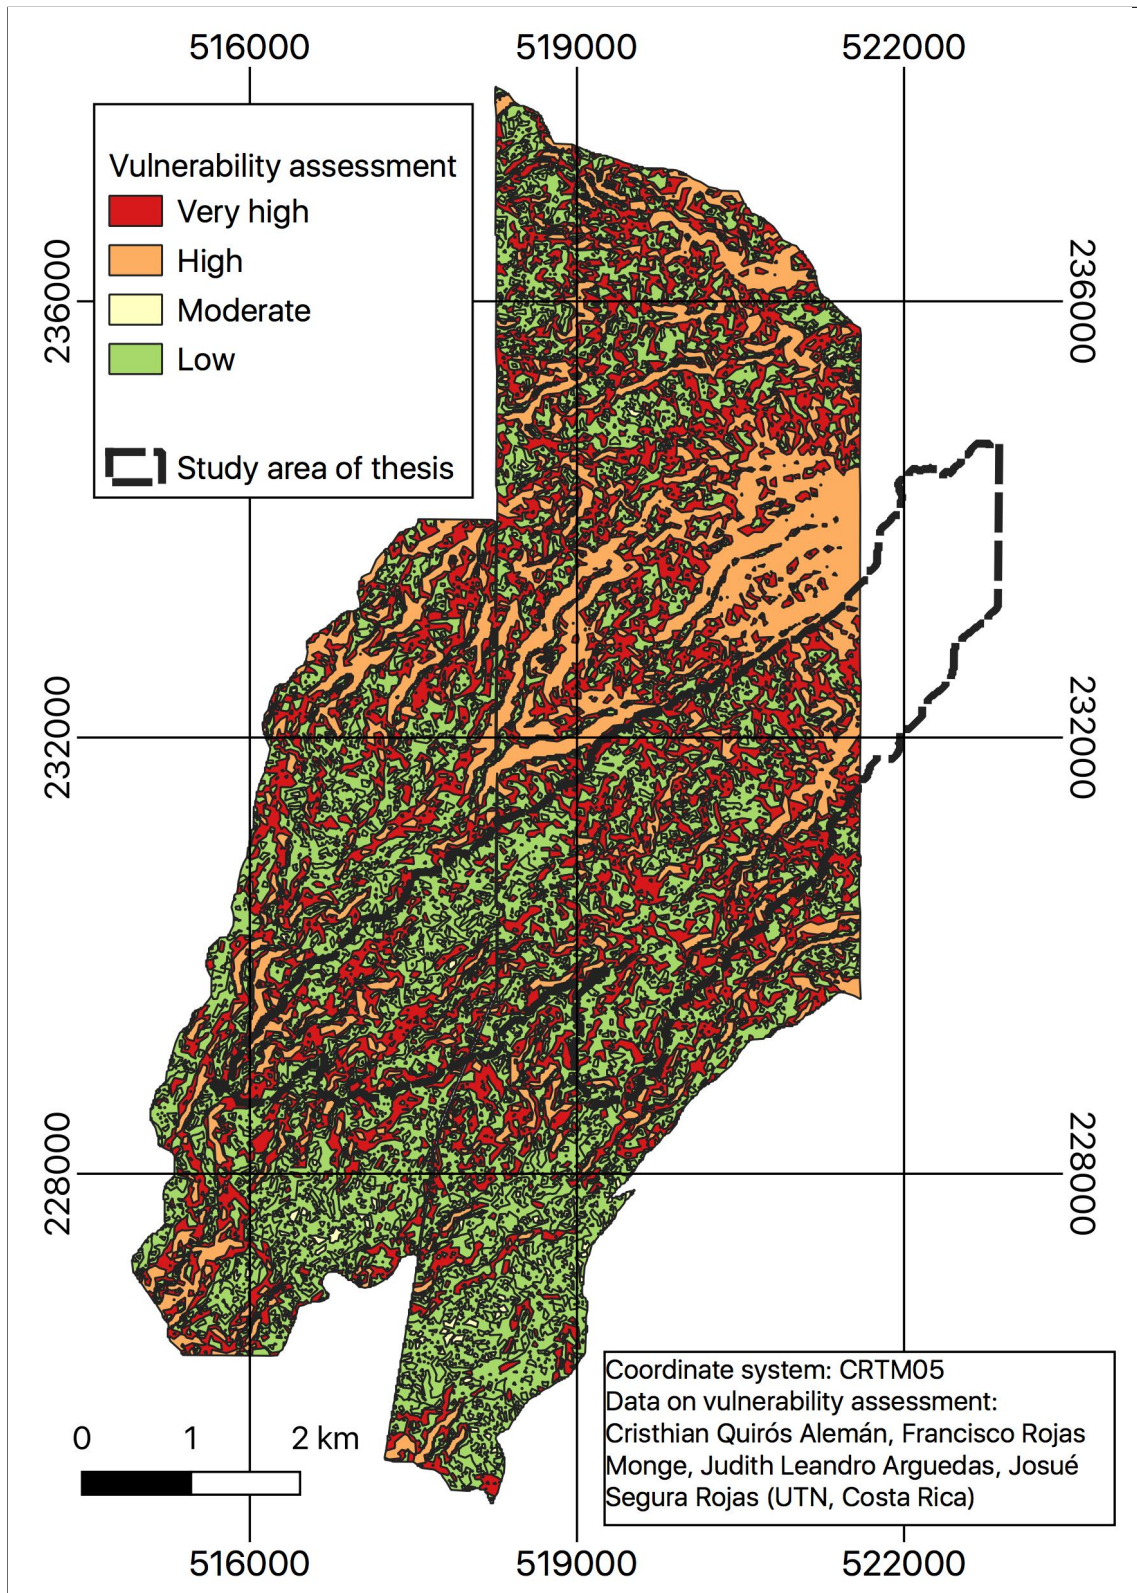 516000 519000 522000
Vulnerability assessment
Very high
High
Moderate
Low
Study area of thesis
236000 236000
232000 232000
228000 228000
Coordinate system: CRTM05
Data on vulnerability assessment:
Cristhian Quirós Alemán, Francisco Rojas
Monge, Judith Leandro Arguedas, Josué
Segura Rojas (UTN, Costa Rica)
0 1 2 km
516000 519000 522000